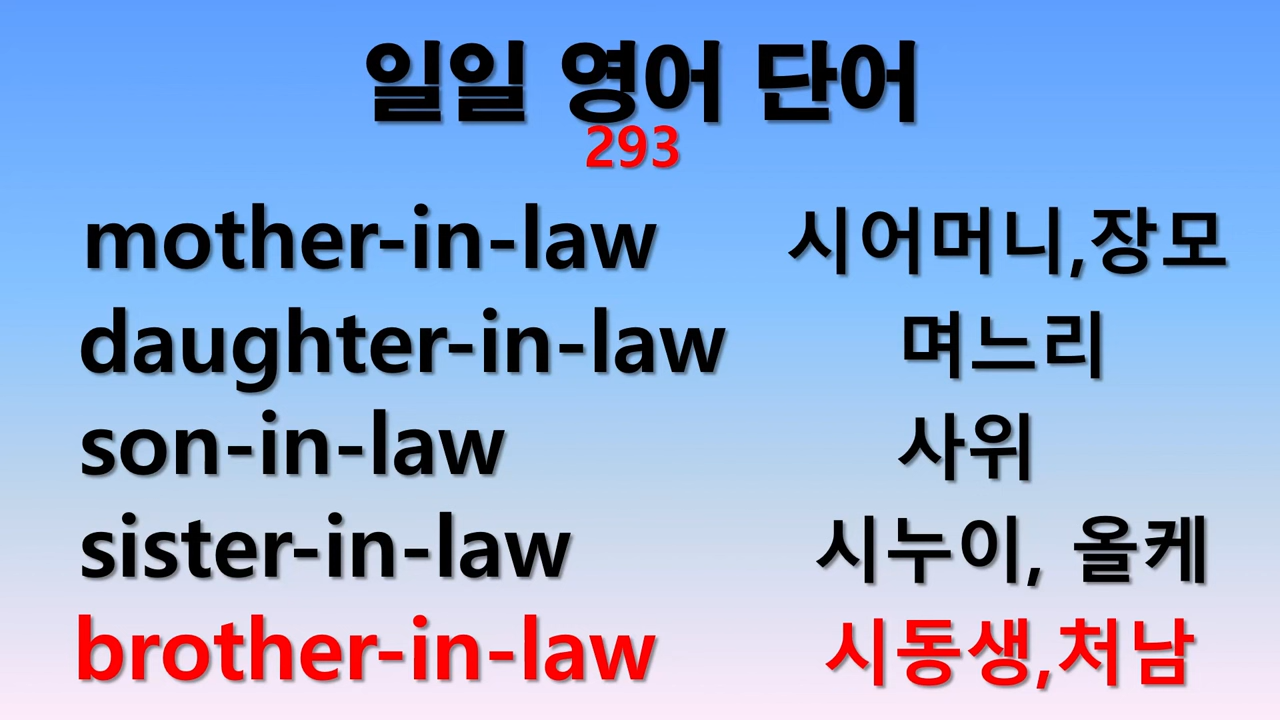 일일 영어 단어
293
mother-in-law 시어머니,장모
daughter-in-law 며느리
son-in-law 사위
sister-in-law 시누이, 올케
brother-in-law 시동생,처남